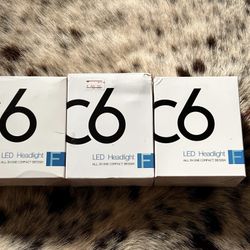 C6
LED Headlight
ALL IN ONE COMPACT DESIGN
F
C6
LED Headlight
ALL IN ONE COMPACT DESIGN
F
C6
LED Headlight
ALL IN ONE COMPACT DESIGN
F